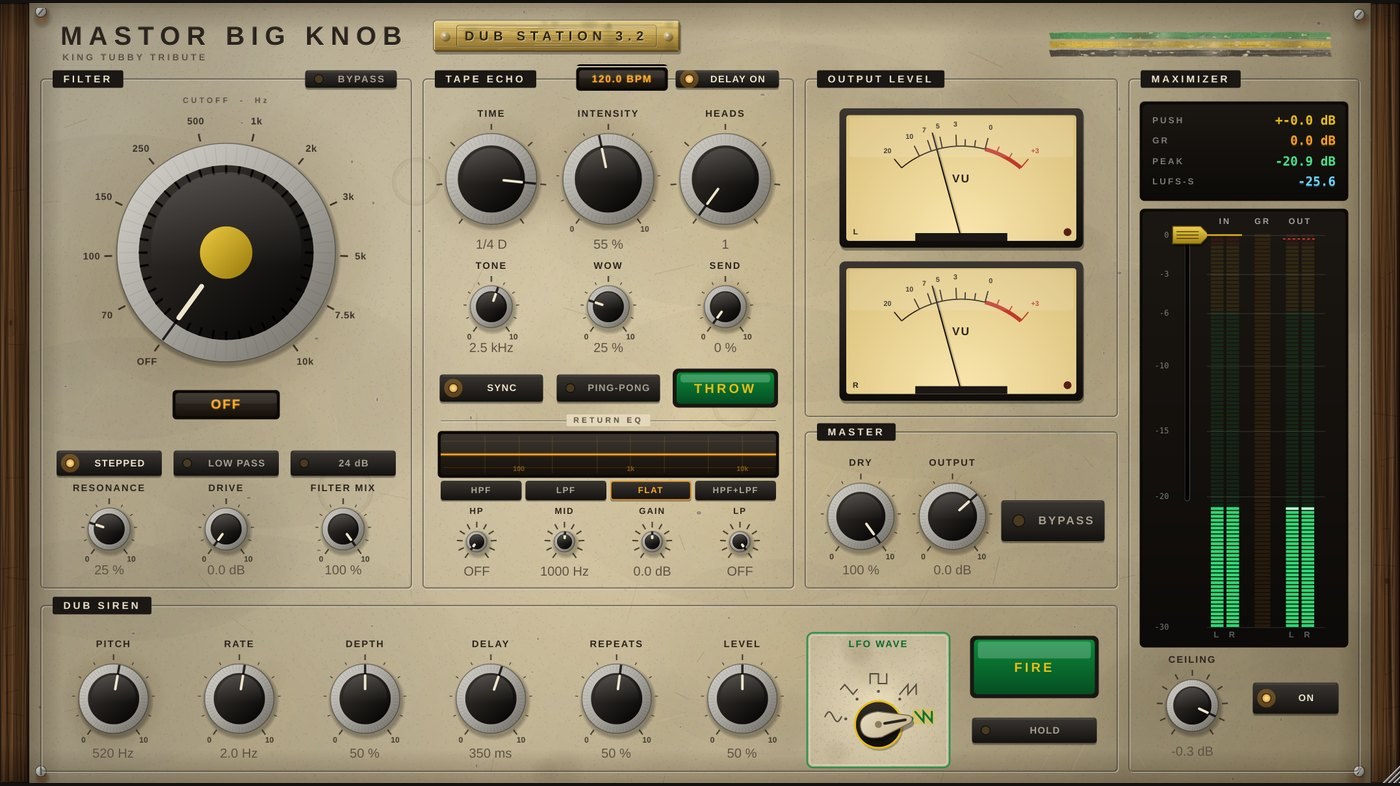 MASTOR BIG KNOB
KING TUBBY TRIBUTE
DUB STATION 3.2
FILTER
BYPASS
CUTOFF - Hz
500 1k
250 2k
150 3k
100 5k
70 7.5k
OFF 10k
OFF
STEPPED LOW PASS 24 dB
RESONANCE DRIVE FILTER MIX
0 10 0 10 0 10
25 % 0.0 dB 100 %
TAPE ECHO
120.0 BPM
DELAY ON
TIME INTENSITY HEADS
0 10
1/4 D 55 % 1
TONE WOW SEND
0 10 0 10 0 10
2.5 kHz 25 % 0 %
SYNC PING-PONG THROW
RETURN EQ
100 1k 10k
HPF LPF FLAT HPF+LPF
HP MID GAIN LP
OFF 1000 Hz 0.0 dB OFF
OUTPUT LEVEL
20 10 7 5 3 0 +3
VU
L
20 10 7 5 3 0 +3
VU
R
MASTER
DRY OUTPUT
BYPASS
0 10 0 10
100 % 0.0 dB
MAXIMIZER
PUSH +-0.0 dB
GR 0.0 dB
PEAK -20.9 dB
LUFS-S -25.6
IN GR OUT
0
-3
-6
-10
-15
-20
-30
L R L R
CEILING
ON
0 10
-0.3 dB
DUB SIREN
PITCH RATE DEPTH DELAY REPEATS LEVEL
0 10 0 10 0 10 0 10 0 10 0 10
520 Hz 2.0 Hz 50 % 350 ms 50 % 50 %
LFO WAVE
FIRE
HOLD